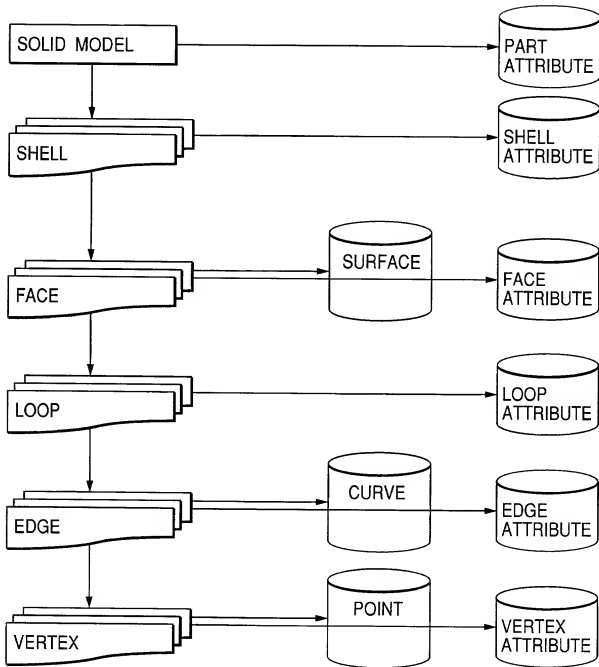 SOLID MODEL
PART
ATTRIBUTE
SHELL
SHELL
ATTRIBUTE
FACE
SURFACE
FACE
ATTRIBUTE
LOOP
LOOP
ATTRIBUTE
EDGE
CURVE
EDGE
ATTRIBUTE
VERTEX
POINT
VERTEX
ATTRIBUTE